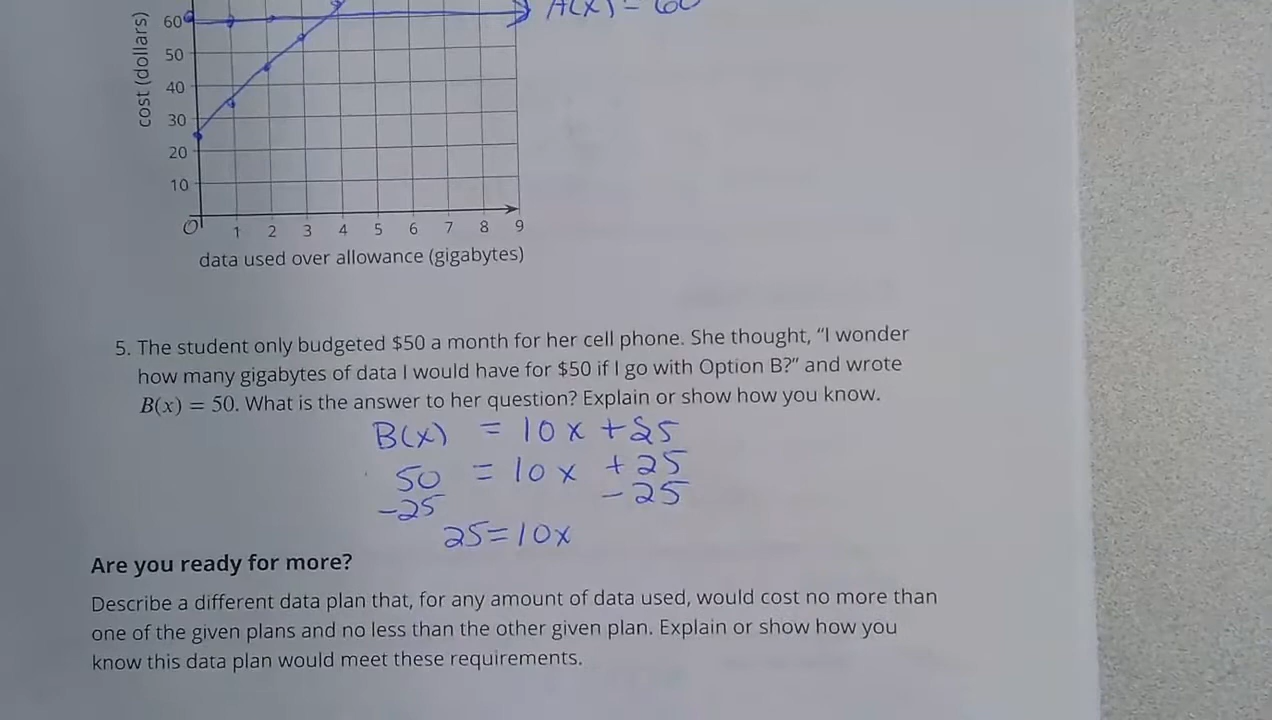 60
A(x) = 60
cost (dollars)
50
40
30
20
10
O
1 2 3 4 5 6 7 8 9
data used over allowance (gigabytes)
5. The student only budgeted $50 a month for her cell phone. She thought, “I wonder
how many gigabytes of data I would have for $50 if I go with Option B?” and wrote
B(x) = 50. What is the answer to her question? Explain or show how you know.
B(x) = 10x +25
50 = 10x +25
-25 -25
25=10x
Are you ready for more?
Describe a different data plan that, for any amount of data used, would cost no more than
one of the given plans and no less than the other given plan. Explain or show how you
know this data plan would meet these requirements.